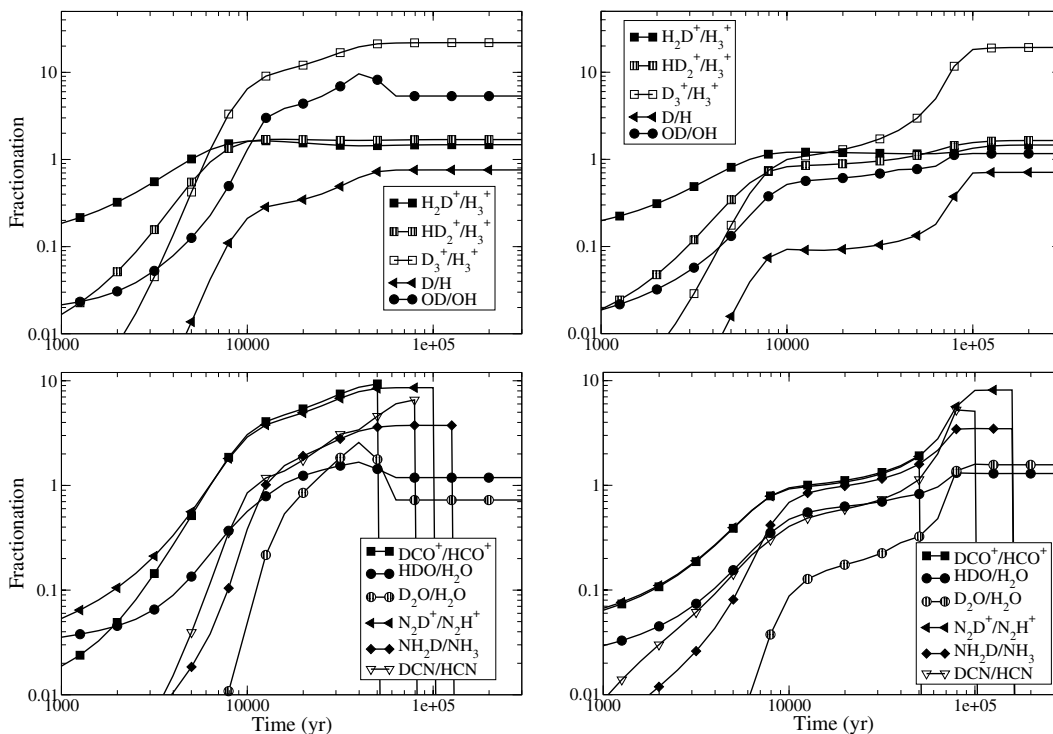 10
1
0.1
0.01
Fractionation
1000
10000
1e+05
H₂D⁺/H₃⁺
HD₂⁺/H₃⁺
D₃⁺/H₃⁺
D/H
OD/OH
10
1
0.1
0.01
1000
10000
1e+05
H₂D⁺/H₃⁺
HD₂⁺/H₃⁺
D₃⁺/H₃⁺
D/H
OD/OH
10
1
0.1
0.01
Fractionation
1000
10000
1e+05
Time (yr)
DCO⁺/HCO⁺
HDO/H₂O
D₂O/H₂O
N₂D⁺/N₂H⁺
NH₂D/NH₃
DCN/HCN
10
1
0.1
0.01
1000
10000
1e+05
Time (yr)
DCO⁺/HCO⁺
HDO/H₂O
D₂O/H₂O
N₂D⁺/N₂H⁺
NH₂D/NH₃
DCN/HCN